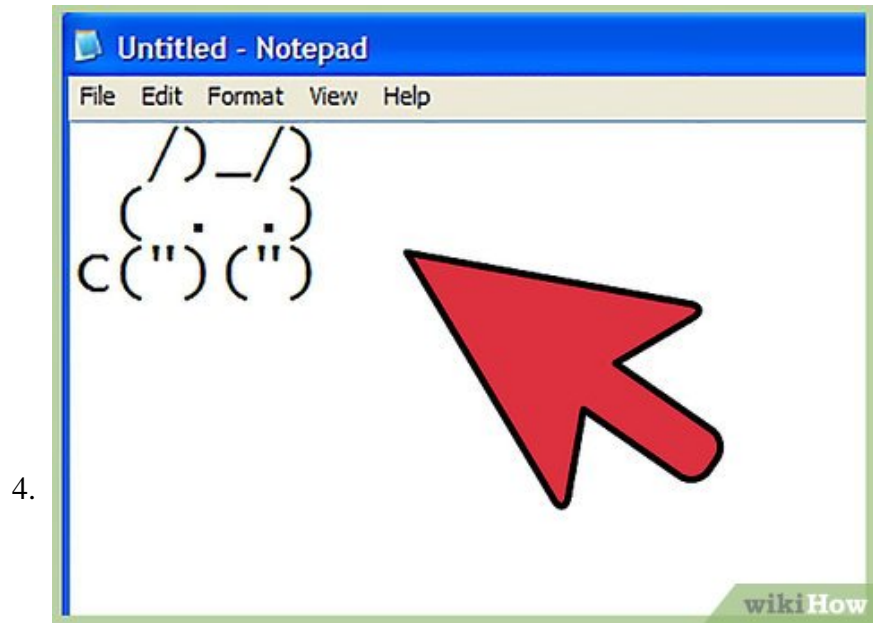 Untitled - Notepad
File Edit Format View Help
/)_/)
( . .)
c(")(")
4.
wikiHow